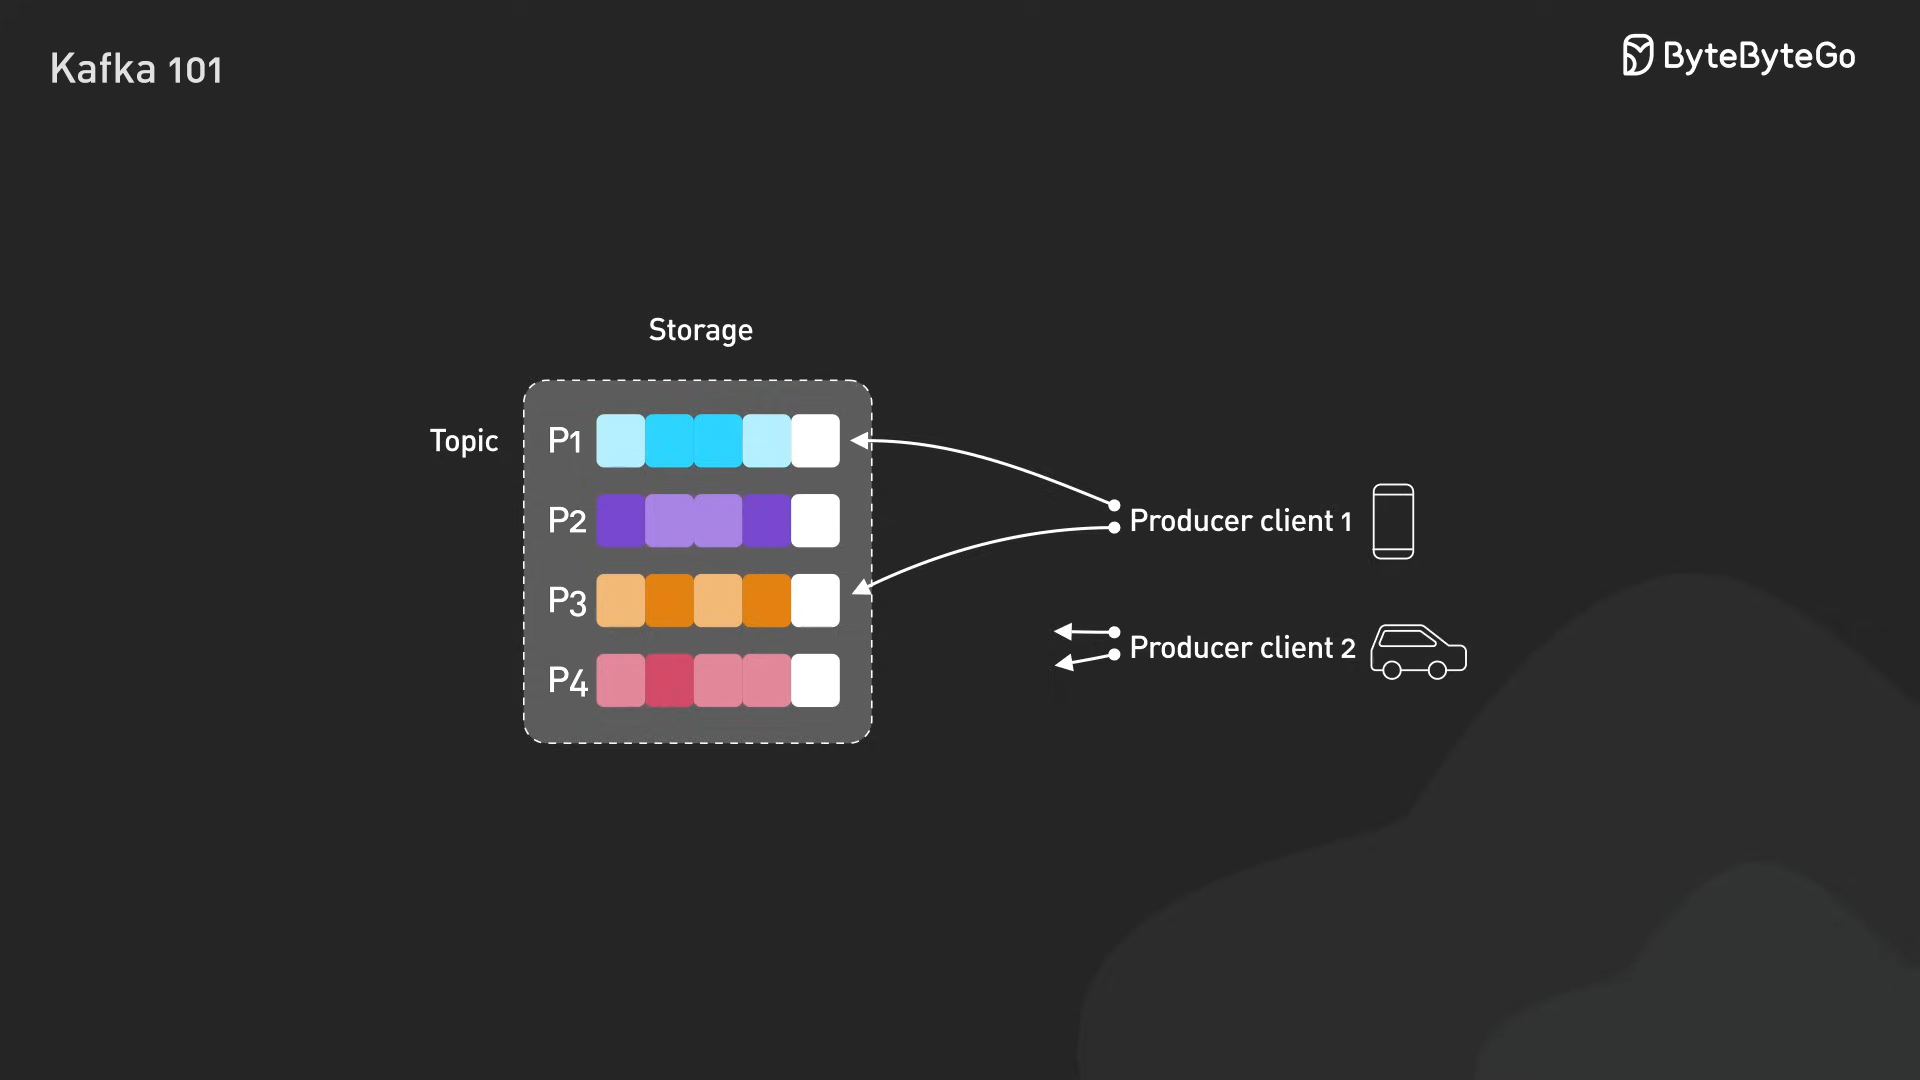 Kafka 101
ByteByteGo
Storage
Topic
P1
P2
P3
P4
Producer client 1
Producer client 2